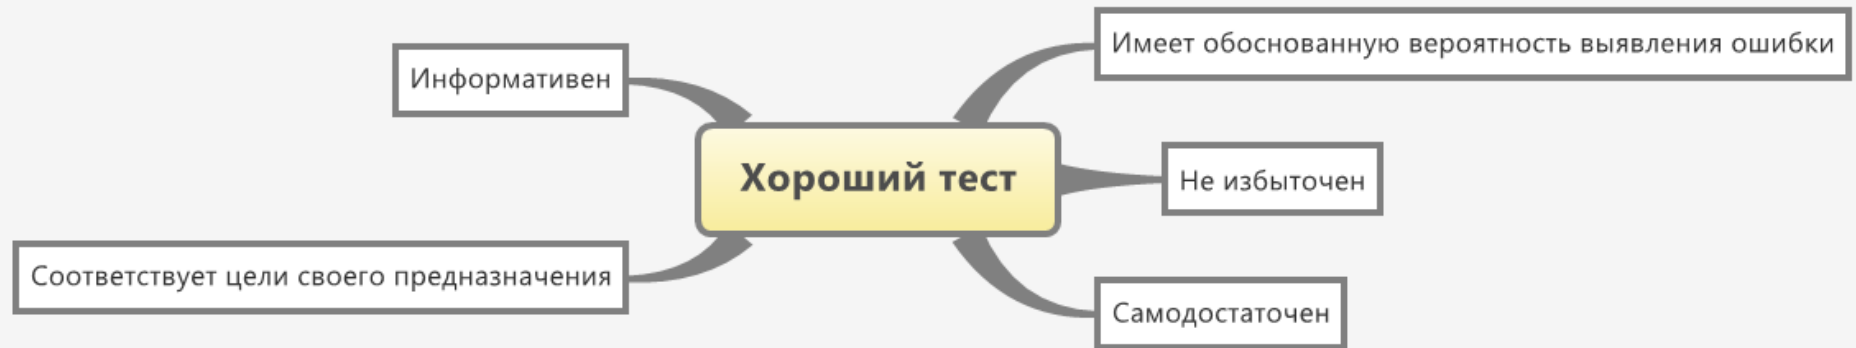 Имеет обоснованную вероятность выявления ошибки
Информативен
Хороший тест
Не избыточен
Соответствует цели своего предназначения
Самодостаточен